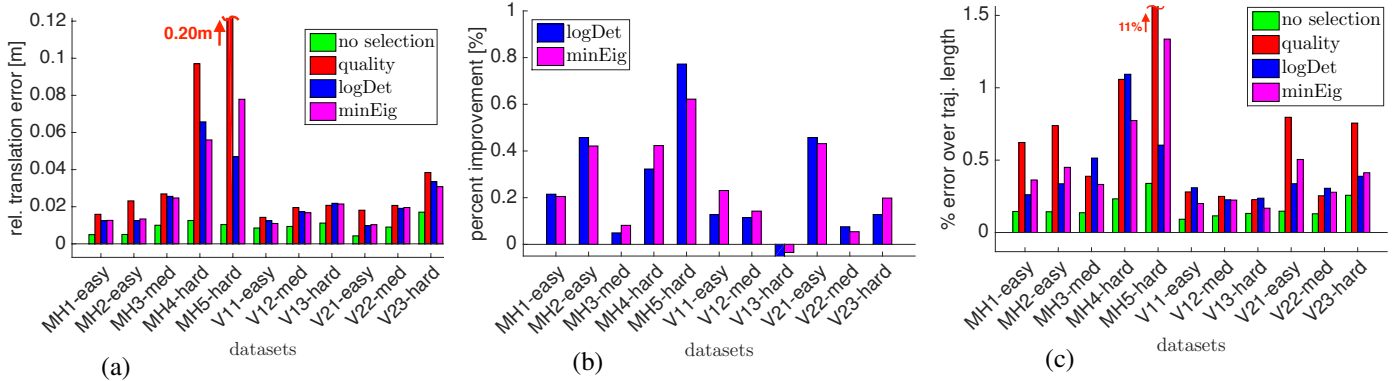 rel. translation error [m]
0.12
0.1
0.08
0.06
0.04
0.02
0
0.20m
no selection
quality
logDet
minEig
MH1-easy
MH2-easy
MH3-med
MH4-hard
MH5-hard
V11-easy
V12-med
V13-hard
V21-easy
V22-med
V23-hard
datasets
(a)
percent improvement [%]
1
0.8
0.6
0.4
0.2
0
logDet
minEig
MH1-easy
MH2-easy
MH3-med
MH4-hard
MH5-hard
V11-easy
V12-med
V13-hard
V21-easy
V22-med
V23-hard
datasets
(b)
% error over traj. length
1.5
1
0.5
0
11%
no selection
quality
logDet
minEig
MH1-easy
MH2-easy
MH3-med
MH4-hard
MH5-hard
V11-easy
V12-med
V13-hard
V21-easy
V22-med
V23-hard
datasets
(c)